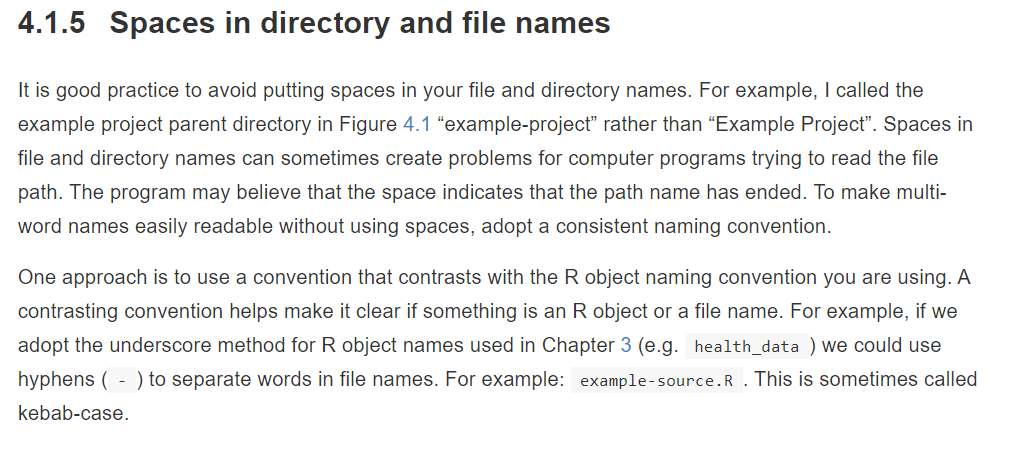 4.1.5 Spaces in directory and file names
It is good practice to avoid putting spaces in your file and directory names. For example, I called the
example project parent directory in Figure 4.1 “example-project” rather than “Example Project”. Spaces in
file and directory names can sometimes create problems for computer programs trying to read the file
path. The program may believe that the space indicates that the path name has ended. To make multi-
word names easily readable without using spaces, adopt a consistent naming convention.
One approach is to use a convention that contrasts with the R object naming convention you are using. A
contrasting convention helps make it clear if something is an R object or a file name. For example, if we
adopt the underscore method for R object names used in Chapter 3 (e.g. health_data ) we could use
hyphens ( - ) to separate words in file names. For example: example-source.R . This is sometimes called
kebab-case.